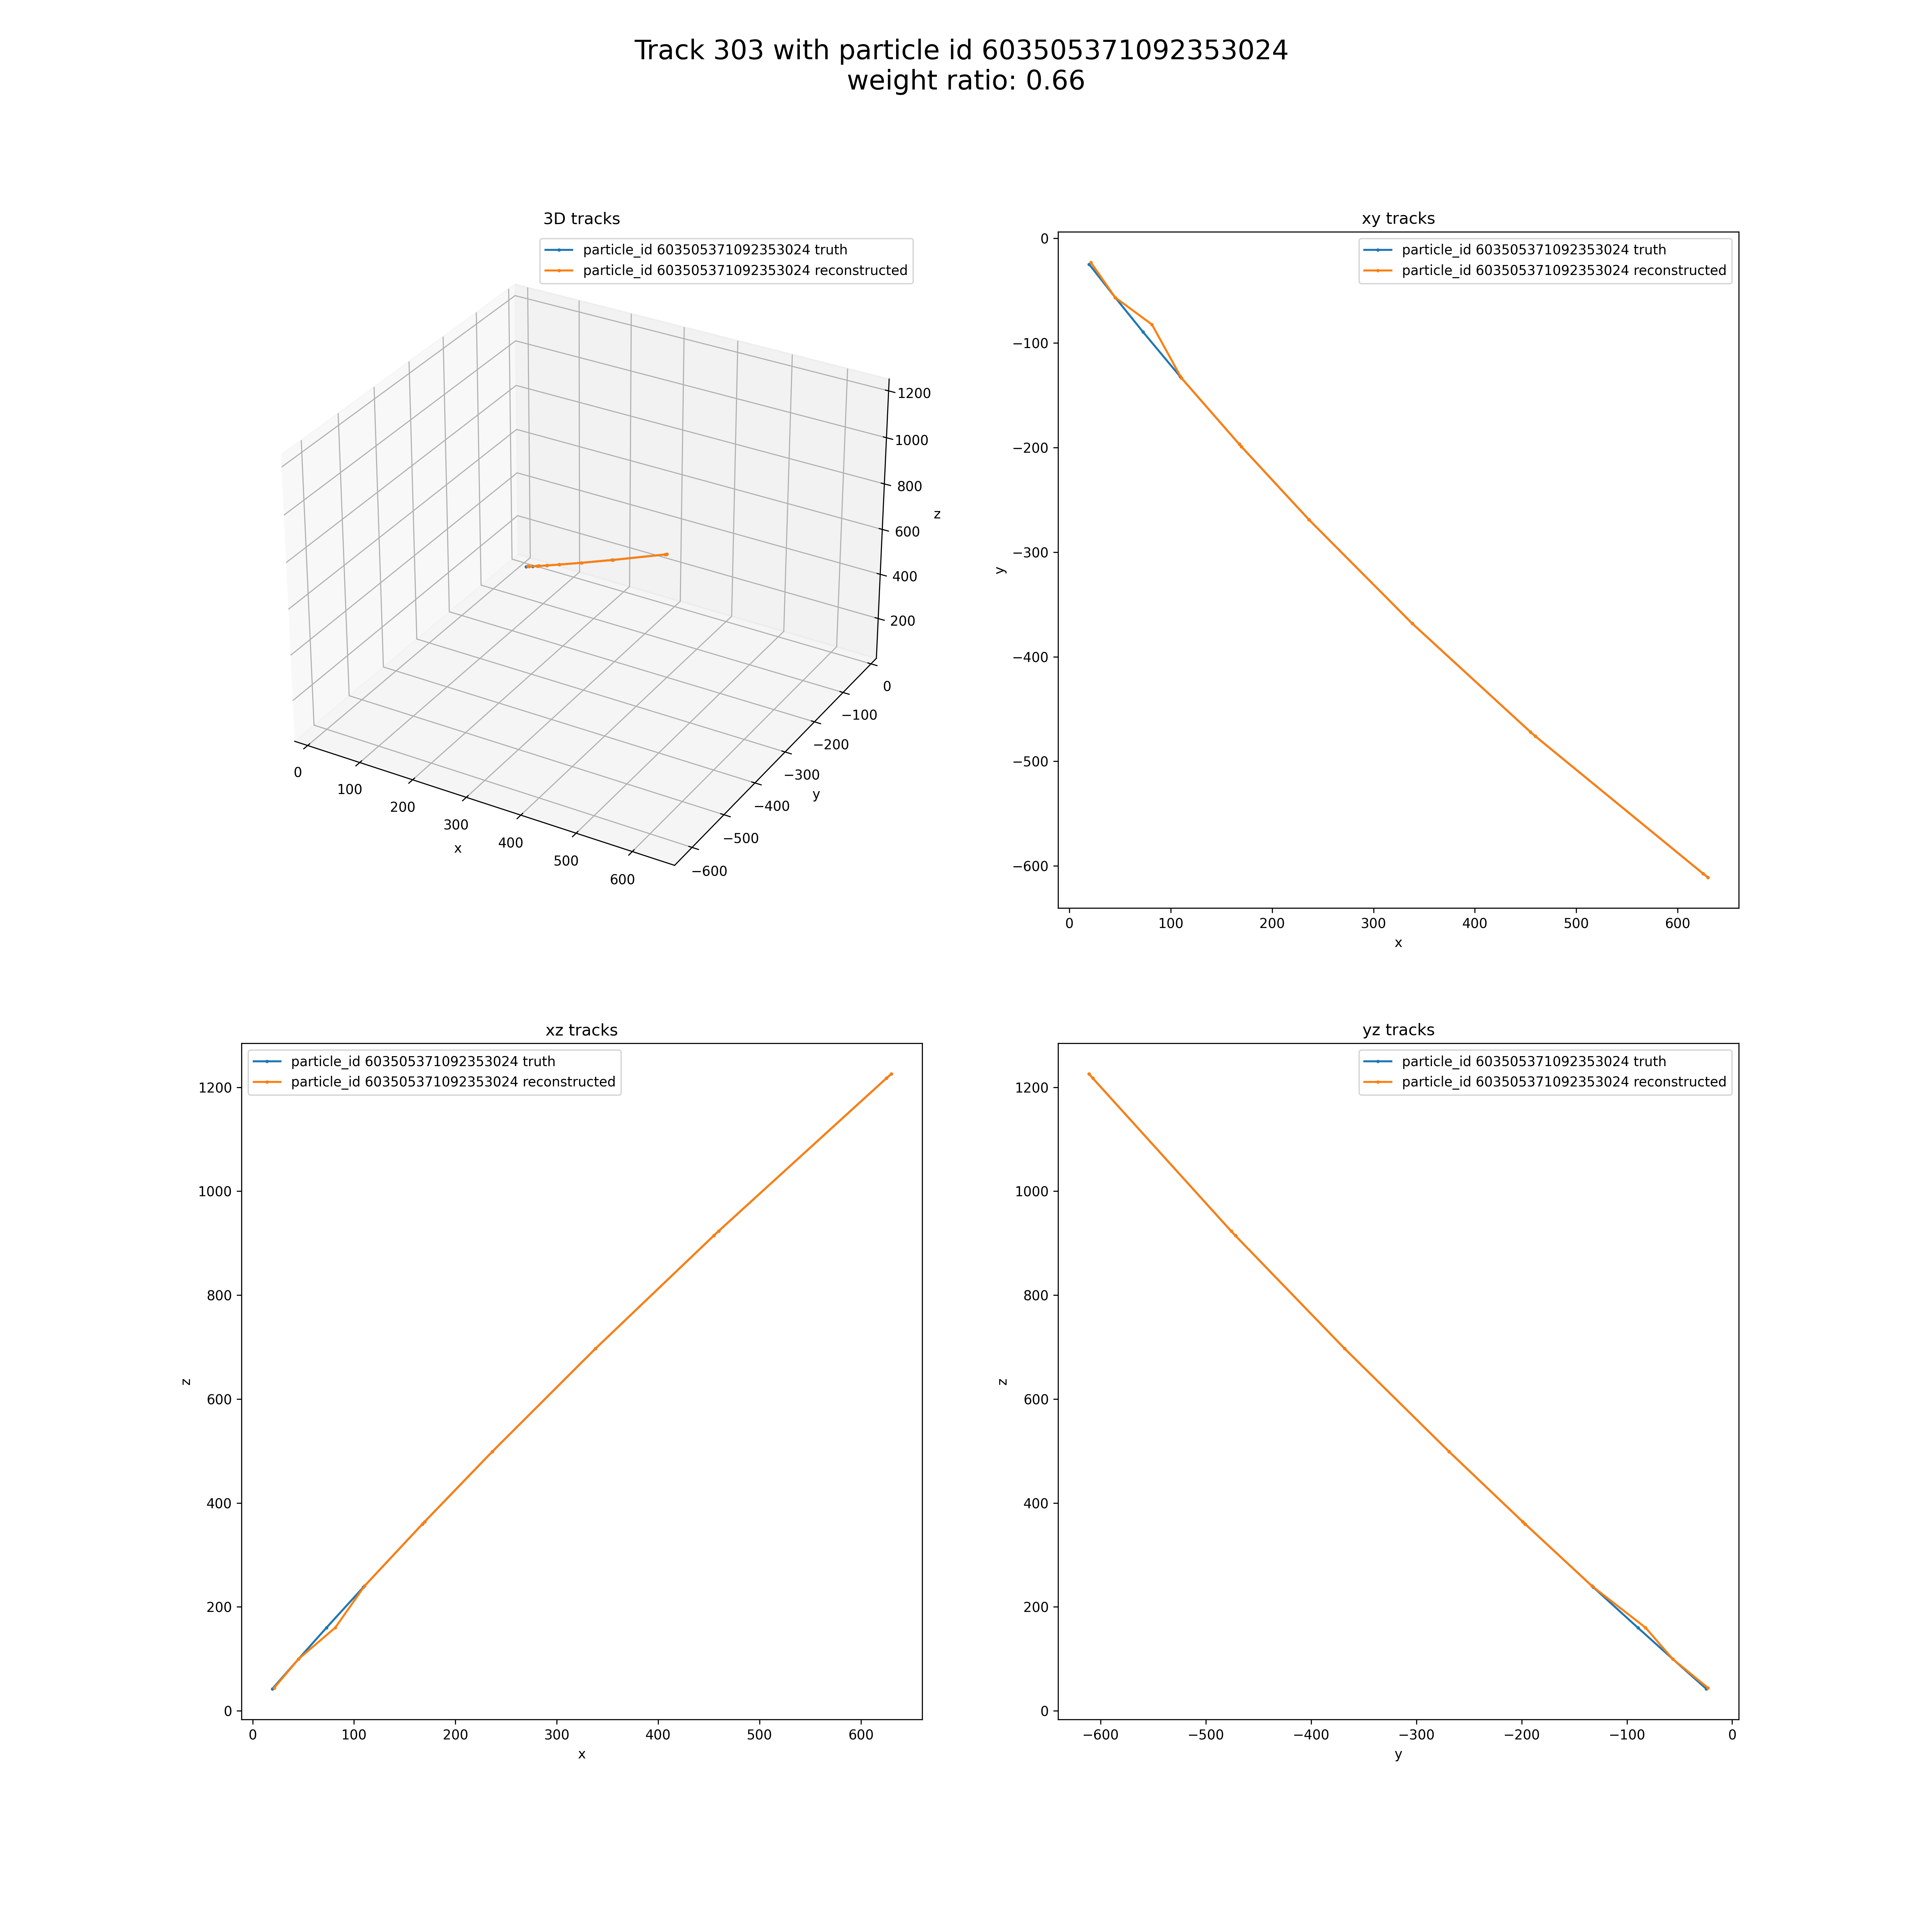 Track 303 with particle id 603505371092353024
weight ratio: 0.66
3D tracks
particle_id 603505371092353024 truth
particle_id 603505371092353024 reconstructed
1200
1000
800
600
400
200
z
0
−100
−200
−300
−400
−500
−600
y
0
100
200
300
400
500
600
x
xy tracks
particle_id 603505371092353024 truth
particle_id 603505371092353024 reconstructed
0
−100
−200
−300
−400
−500
−600
y
0 100 200 300 400 500 600
x
xz tracks
particle_id 603505371092353024 truth
particle_id 603505371092353024 reconstructed
1200
1000
800
600
400
200
0
z
0 100 200 300 400 500 600
x
yz tracks
particle_id 603505371092353024 truth
particle_id 603505371092353024 reconstructed
1200
1000
800
600
400
200
0
z
−600 −500 −400 −300 −200 −100 0
y